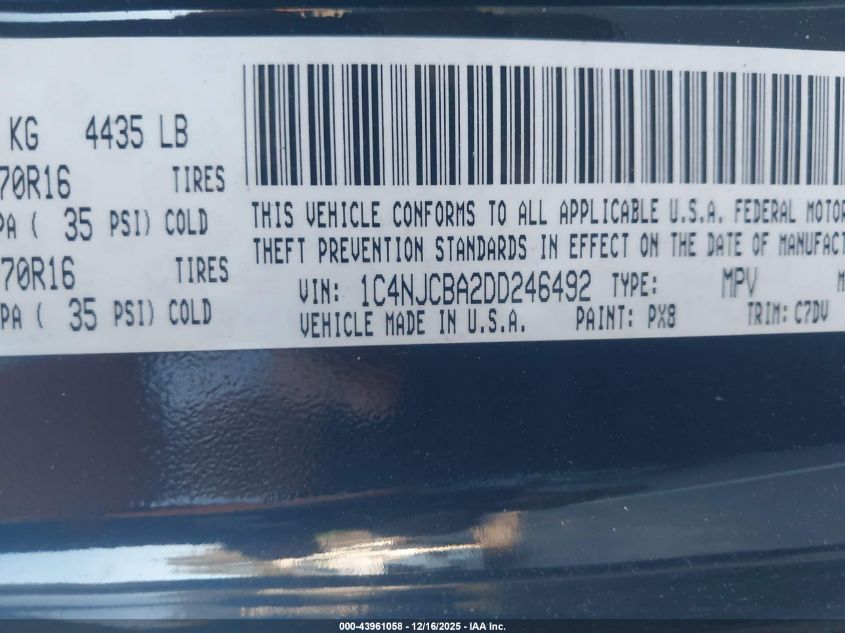 KG 4435 LB
70R16 TIRES
PA ( 35 PSI) COLD
70R16 TIRES
PA ( 35 PSI) COLD
THIS VEHICLE CONFORMS TO ALL APPLICABLE U.S.A. FEDERAL MOTOR
THEFT PREVENTION STANDARDS IN EFFECT ON THE DATE OF MANUFACT
VIN: 1C4NJCBA2DD246492 TYPE: MPV M
VEHICLE MADE IN U.S.A. PAINT: PX8 TRIM: C7DV
000-43961058 - 12/16/2025 - IAA Inc.